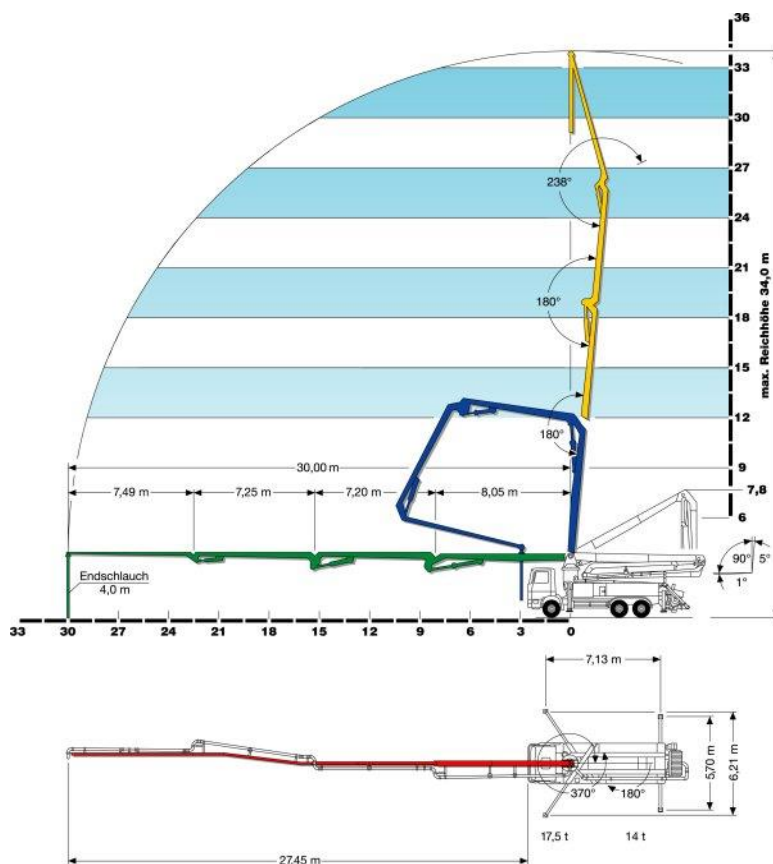 36
33
30
27
24
21
18
15
12
9
7,8
6
max. Reichhöhe 34,0 m
238°
180°
180°
30,00 m
7,49 m
7,25 m
7,20 m
8,05 m
90°
5°
1°
Endschlauch
4,0 m
33
30
27
24
21
18
15
12
9
6
3
0
7,13 m
5,70 m
6,21 m
370°
180°
17,5 t
14 t
27,45 m